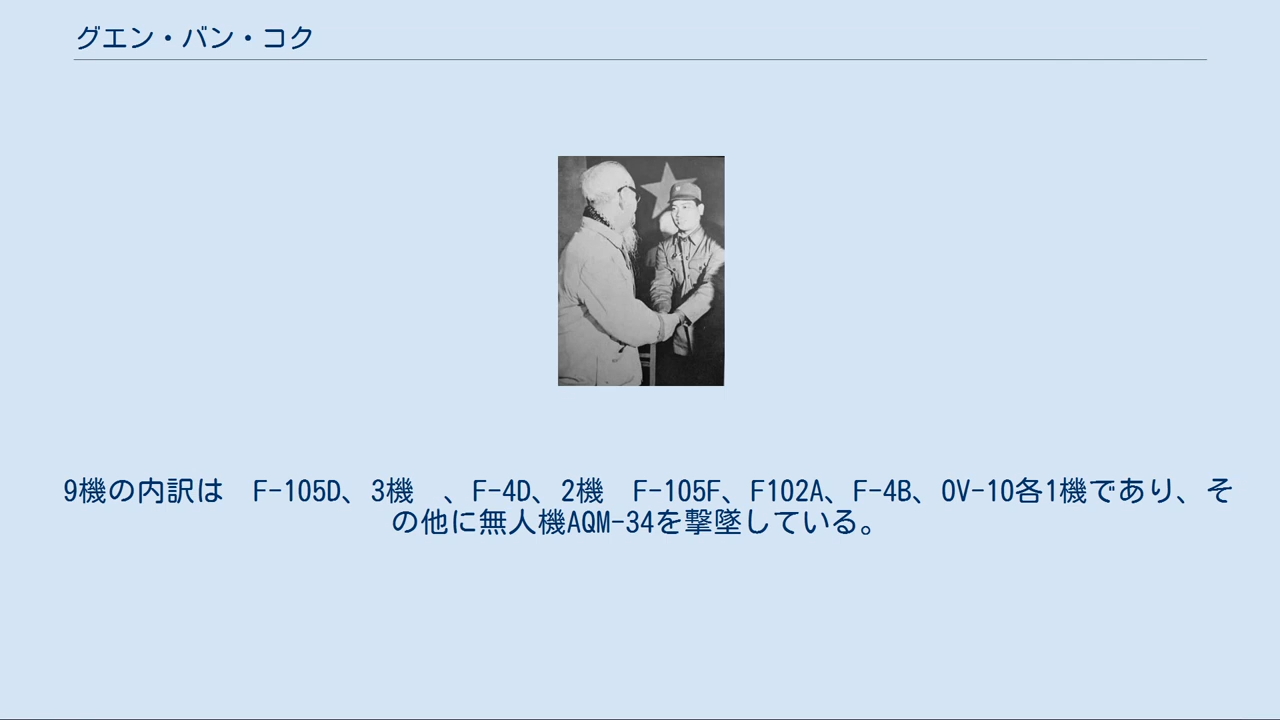 グエン・バン・コク
9機の内訳は　F-105D、3機　、F-4D、2機　F-105F、F102A、F-4B、OV-10各1機であり、そ
の他に無人機AQM-34を撃墜している。